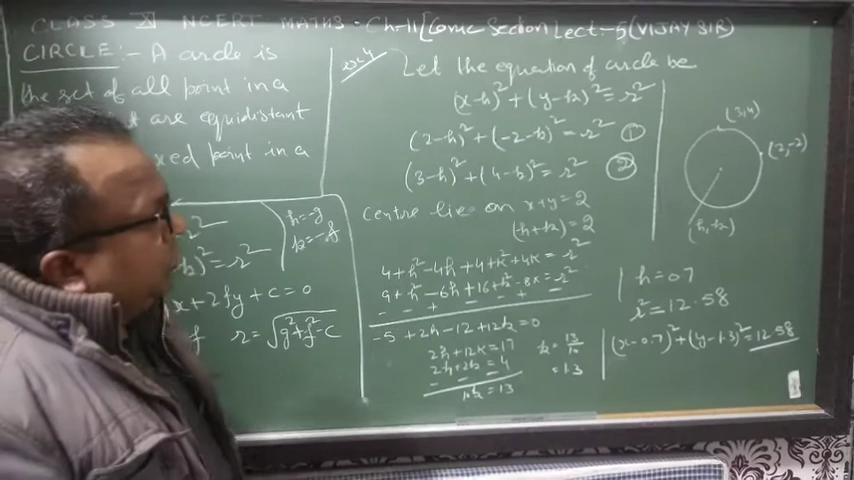 CLASS XI NCERT MATHS - Ch-11 [Conic Section Lect-5 (VIJAY SIR)
CIRCLE:- A circle is
the set of all point in a
are equidistant
point in a
h=-g
k=-f
r=√g²+f²-c
Let the equation of circle be
(x-h)²+(y-k)²=r²
(2-h)²+(-2-k)²=r² ①
(3-h)²+(4-k)²=r² ②
Centre lie on x+y=2
(h+k)=2
4+h²-4h+4+k²+4k=r²
9+h²-6h+16+k²-8k=r²
-5+2h-12+12k=0
2h+12k=17
2h+2k=4
10k=13
k=13/10
=1.3
(3,4)
(2,-2)
(h,k)
h=07
r²=12.58
(x-0.7)²+(y-1.3)²=12.58